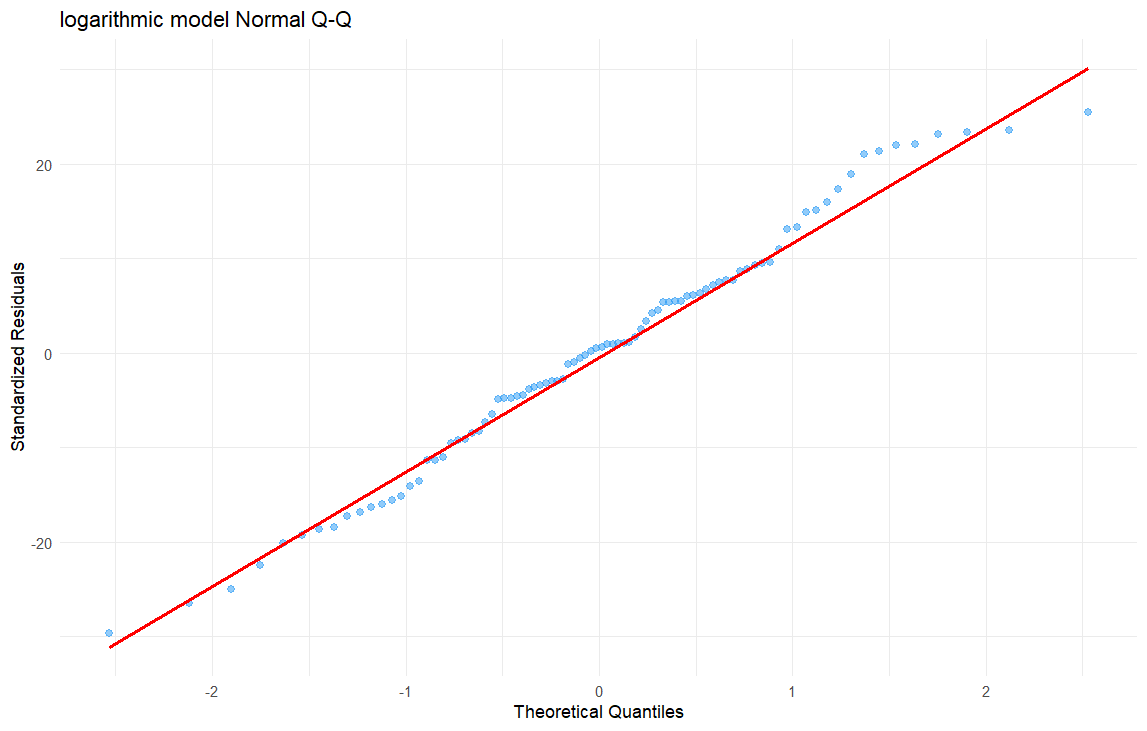 logarithmic model Normal Q-Q
Standardized Residuals
20
0
-20
-2
-1
0
1
2
Theoretical Quantiles